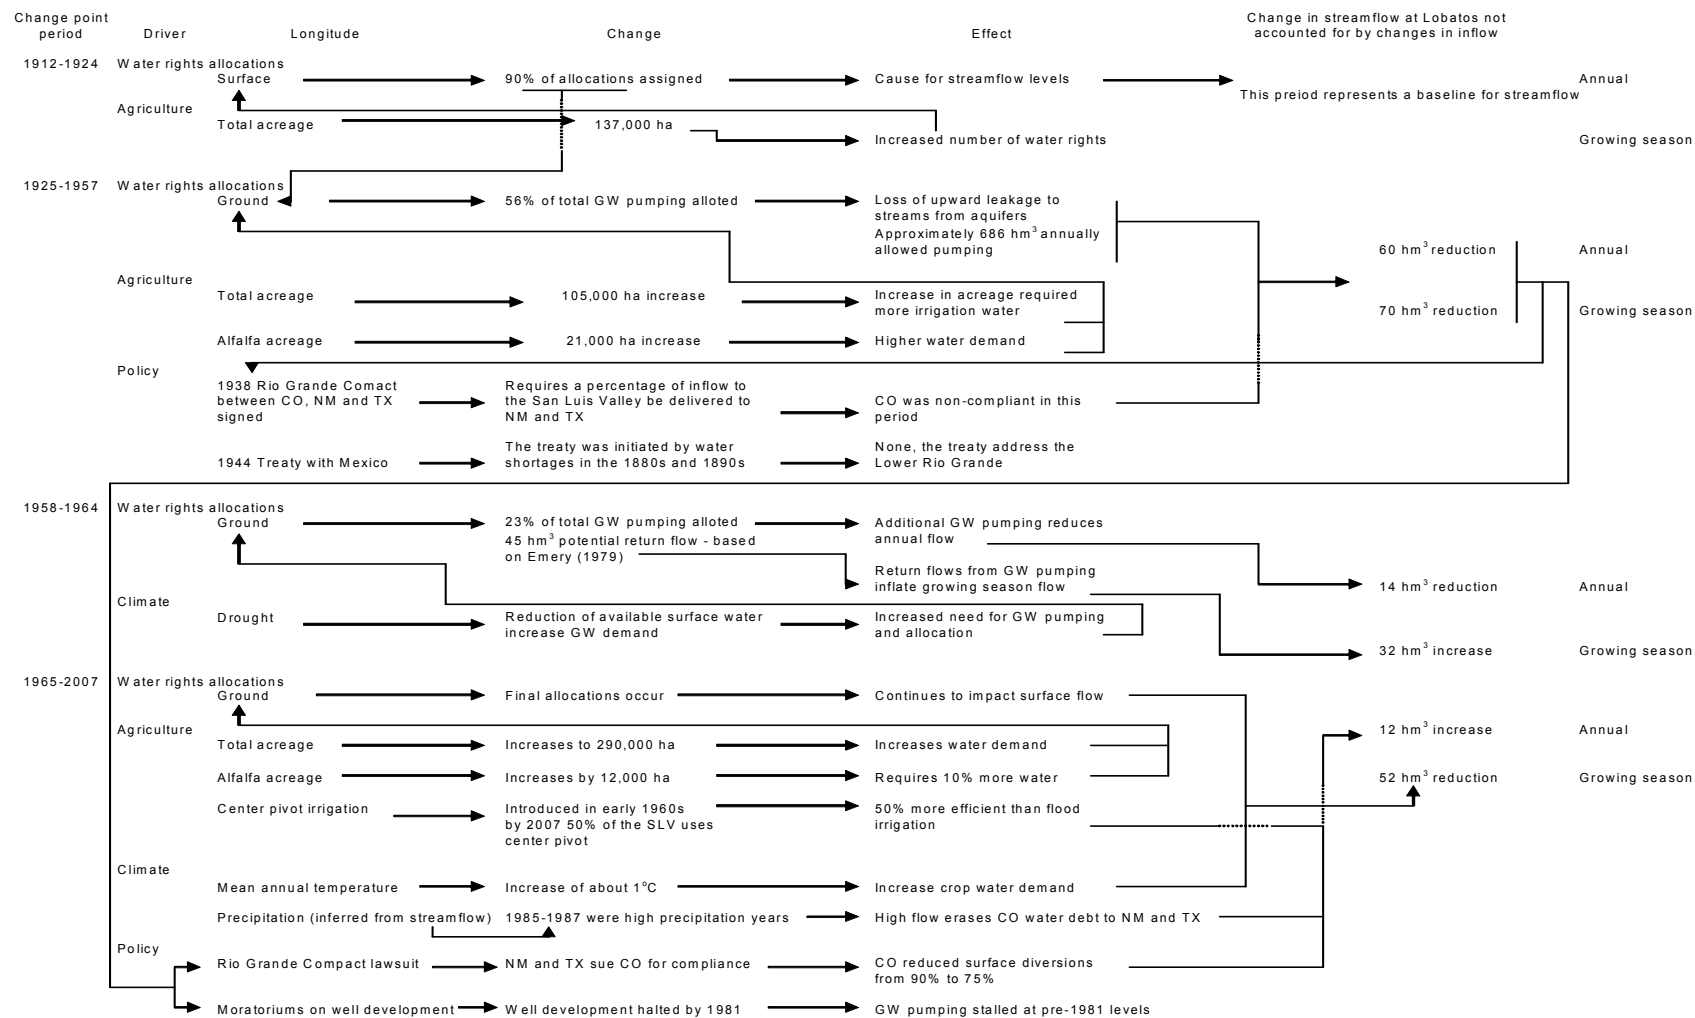 Change point
period
Driver
Longitude
Change
Effect
Change in streamflow at Lobatos not
accounted for by changes in inflow
1912-1924
Water rights allocations
Surface
90% of allocations assigned
Cause for streamflow levels
Annual
This preiod represents a baseline for streamflow
Agriculture
Total acreage
137,000 ha
Increased number of water rights
Growing season
1925-1957
Water rights allocations
Ground
56% of total GW pumping alloted
Loss of upward leakage to
streams from aquifers
Approximately 686 hm³ annually
allowed pumping
60 hm³ reduction
Annual
Agriculture
Total acreage
105,000 ha increase
Increase in acreage required
more irrigation water
70 hm³ reduction
Growing season
Alfalfa acreage
21,000 ha increase
Higher water demand
Policy
1938 Rio Grande Comact
between CO, NM and TX
signed
Requires a percentage of inflow to
the San Luis Valley be delivered to
NM and TX
CO was non-compliant in this
period
1944 Treaty with Mexico
The treaty was initiated by water
shortages in the 1880s and 1890s
None, the treaty address the
Lower Rio Grande
1958-1964
Water rights allocations
Ground
23% of total GW pumping alloted
45 hm³ potential return flow - based
on Emery (1979)
Additional GW pumping reduces
annual flow
Return flows from GW pumping
inflate growing season flow
14 hm³ reduction
Annual
Climate
Drought
Reduction of available surface water
increase GW demand
Increased need for GW pumping
and allocation
32 hm³ increase
Growing season
1965-2007
Water rights allocations
Ground
Final allocations occur
Continues to impact surface flow
Agriculture
12 hm³ increase
Annual
Total acreage
Increases to 290,000 ha
Increases water demand
Alfalfa acreage
Increases by 12,000 ha
Requires 10% more water
52 hm³ reduction
Growing season
Center pivot irrigation
Introduced in early 1960s
by 2007 50% of the SLV uses
center pivot
50% more efficient than flood
irrigation
Climate
Mean annual temperature
Increase of about 1°C
Increase crop water demand
Precipitation (inferred from streamflow)
1985-1987 were high precipitation years
High flow erases CO water debt to NM and TX
Policy
Rio Grande Compact lawsuit
NM and TX sue CO for compliance
CO reduced surface diversions
from 90% to 75%
Moratoriums on well development
Well development halted by 1981
GW pumping stalled at pre-1981 levels